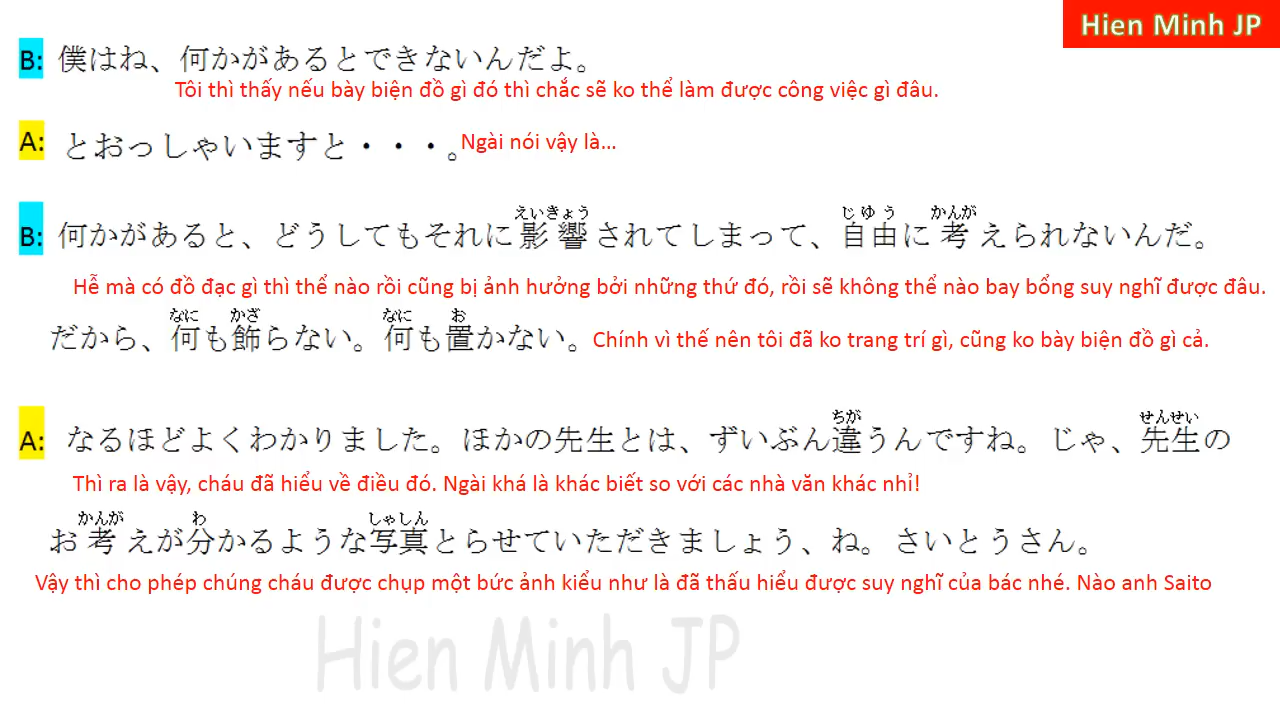 Hien Minh JP
B: 僕はね、何かがあるとできないんだよ。
Tôi thì thấy nếu bày biện đồ gì đó thì chắc sẽ ko thể làm được công việc gì đâu.
A: とおっしゃいますと・・・。Ngài nói vậy là...
えいきょう じゆう かんが
B: 何かがあると、どうしてもそれに影響されてしまって、自由に考えられないんだ。
Hễ mà có đồ đạc gì thì thể nào rồi cũng bị ảnh hưởng bởi những thứ đó, rồi sẽ không thể nào bay bổng suy nghĩ được đâu.
なに かざ なに お
だから、何も飾らない。何も置かない。Chính vì thế nên tôi đã ko trang trí gì, cũng ko bày biện đồ gì cả.
ちが せんせい
A: なるほどよくわかりました。ほかの先生とは、ずいぶん違うんですね。じゃ、先生の
Thì ra là vậy, cháu đã hiểu về điều đó. Ngài khá là khác biết so với các nhà văn khác nhỉ!
かんが わ しゃしん
お考えが分かるような写真とらせていただきましょう、ね。さいとうさん。
Vậy thì cho phép chúng cháu được chụp một bức ảnh kiểu như là đã thấu hiểu được suy nghĩ của bác nhé. Nào anh Saito
Hien Minh JP